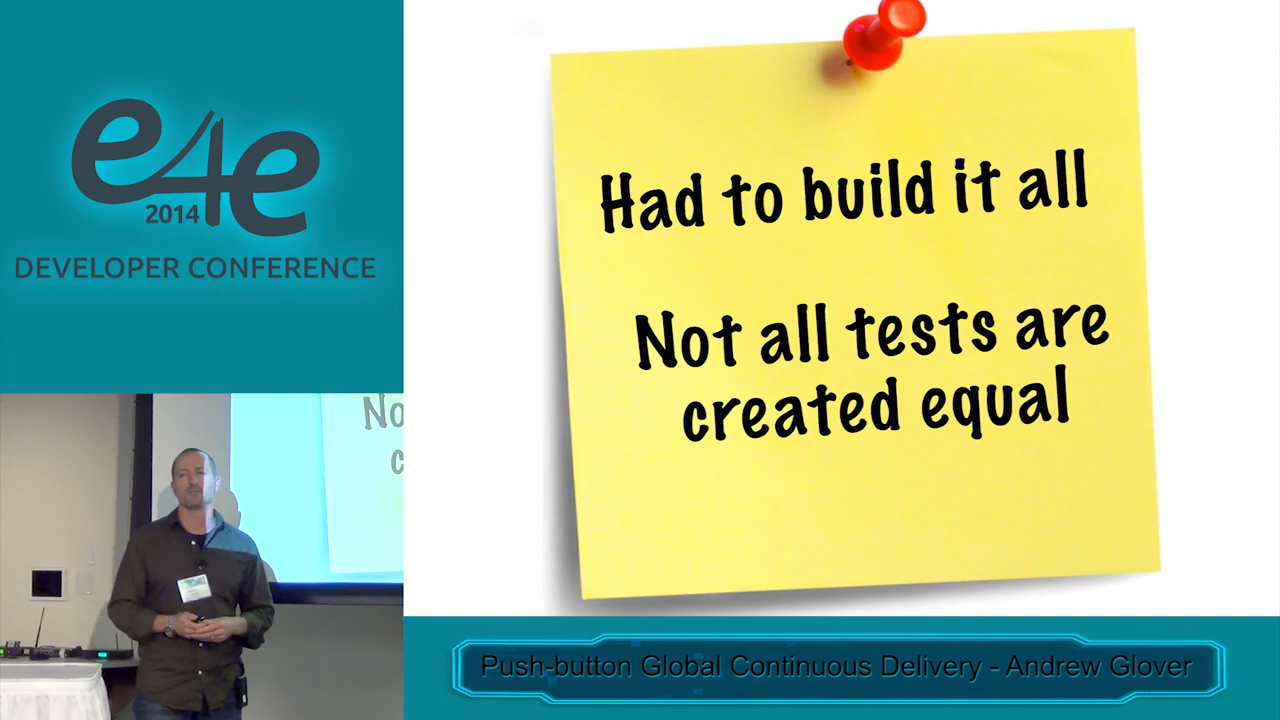 e4e
2014
DEVELOPER CONFERENCE
Had to build it all
Not all tests are
created equal
No
c
Push-button Global Continuous Delivery - Andrew Glover